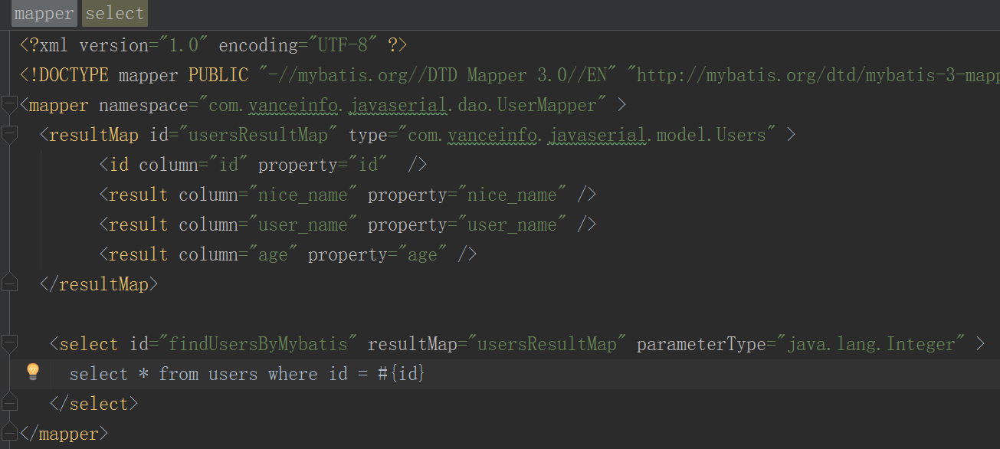 mapper select
<?xml version="1.0" encoding="UTF-8" ?>
<!DOCTYPE mapper PUBLIC "-//mybatis.org//DTD Mapper 3.0//EN" "http://mybatis.org/dtd/mybatis-3-mapp
<mapper namespace="com.vanceinfo.javaserial.dao.UserMapper" >
<resultMap id="usersResultMap" type="com.vanceinfo.javaserial.model.Users" >
<id column="id" property="id"  />
<result column="nice_name" property="nice_name" />
<result column="user_name" property="user_name" />
<result column="age" property="age" />
</resultMap>
<select id="findUsersByMybatis" resultMap="usersResultMap" parameterType="java.lang.Integer" >
select * from users where id = #{id}
</select>
</mapper>